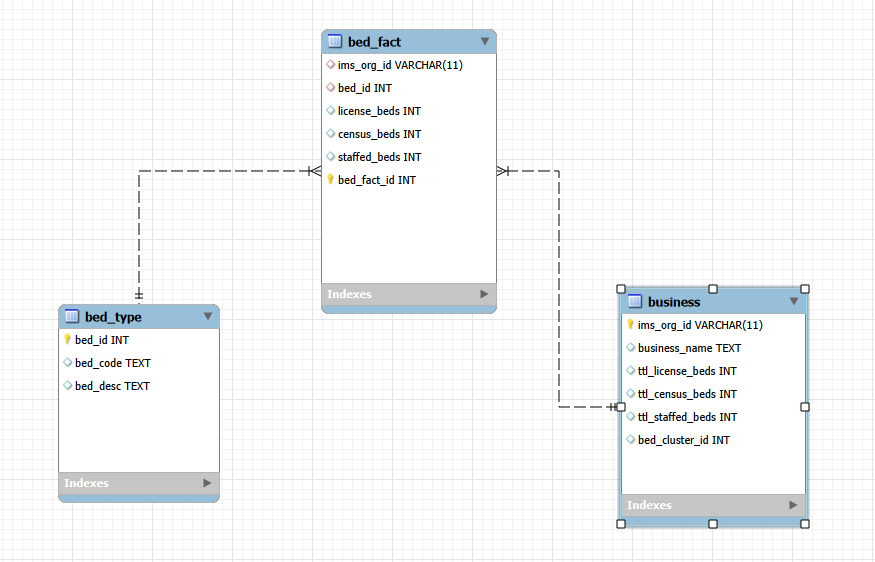 bed_fact
ims_org_id VARCHAR(11)
bed_id INT
license_beds INT
census_beds INT
staffed_beds INT
bed_fact_id INT
Indexes
bed_type
bed_id INT
bed_code TEXT
bed_desc TEXT
Indexes
business
ims_org_id VARCHAR(11)
business_name TEXT
ttl_license_beds INT
ttl_census_beds INT
ttl_staffed_beds INT
bed_cluster_id INT
Indexes